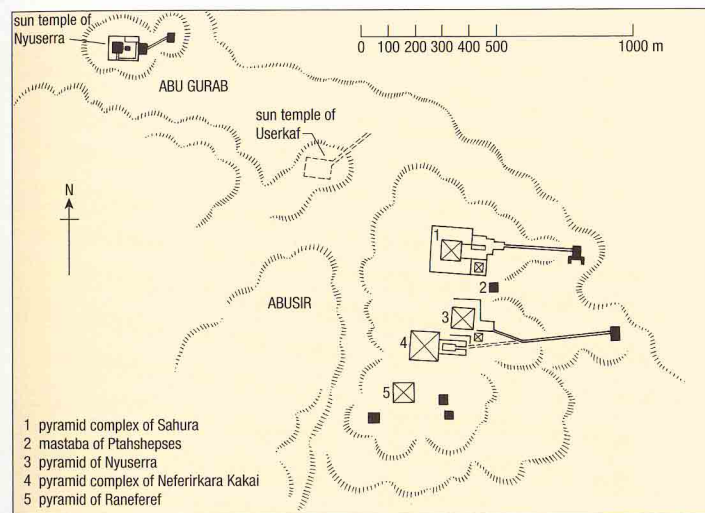 sun temple of
Nyuserra
0 100 200 300 400 500 1000 m
ABU GURAB
sun temple of
Userkaf
N
1
2
ABUSIR
3
4
5
1 pyramid complex of Sahura
2 mastaba of Ptahshepses
3 pyramid of Nyuserra
4 pyramid complex of Neferirkara Kakai
5 pyramid of Raneferef